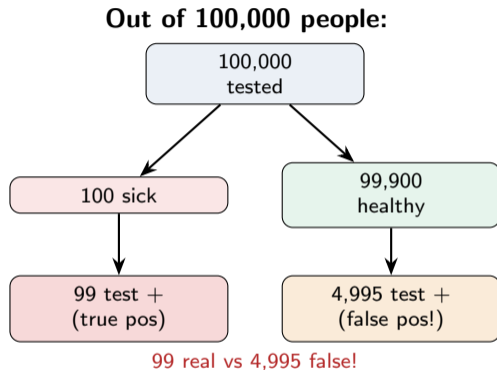 Out of 100,000 people:
100,000
tested
100 sick
99,900
healthy
99 test +
(true pos)
4,995 test +
(false pos!)
99 real vs 4,995 false!